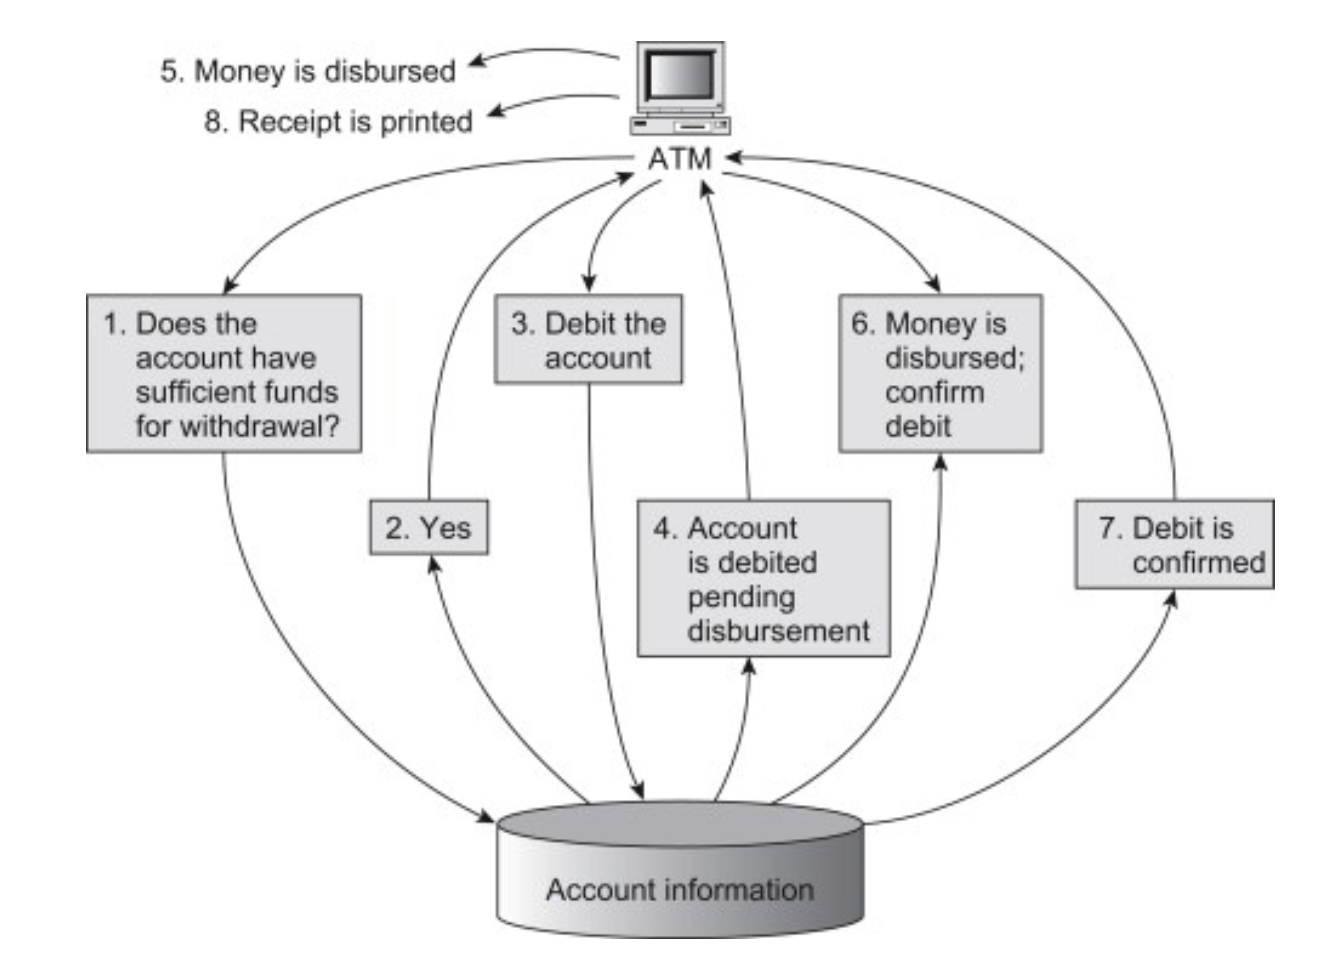 5. Money is disbursed
8. Receipt is printed
ATM
1. Does the
account have
sufficient funds
for withdrawal?
2. Yes
3. Debit the
account
4. Account
is debited
pending
disbursement
6. Money is
disbursed;
confirm
debit
7. Debit is
confirmed
Account information